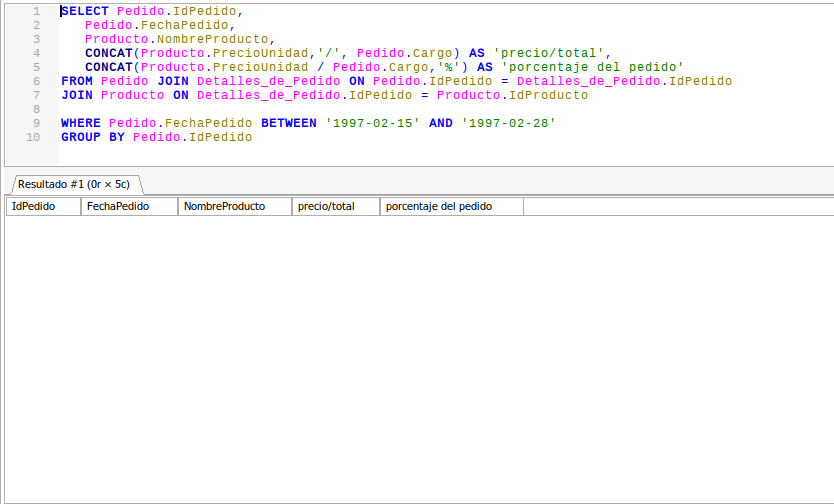 1 SELECT Pedido.IdPedido,
2 Pedido.FechaPedido,
3 Producto.NombreProducto,
4 CONCAT(Producto.PrecioUnidad,'/', Pedido.Cargo) AS 'precio/total',
5 CONCAT(Producto.PrecioUnidad / Pedido.Cargo,'%') AS 'porcentaje del pedido'
6 FROM Pedido JOIN Detalles_de_Pedido ON Pedido.IdPedido = Detalles_de_Pedido.IdPedido
7 JOIN Producto ON Detalles_de_Pedido.IdPedido = Producto.IdProducto
8
9 WHERE Pedido.FechaPedido BETWEEN '1997-02-15' AND '1997-02-28'
10 GROUP BY Pedido.IdPedido
Resultado #1 (0r × 5c)
IdPedido FechaPedido NombreProducto precio/total porcentaje del pedido